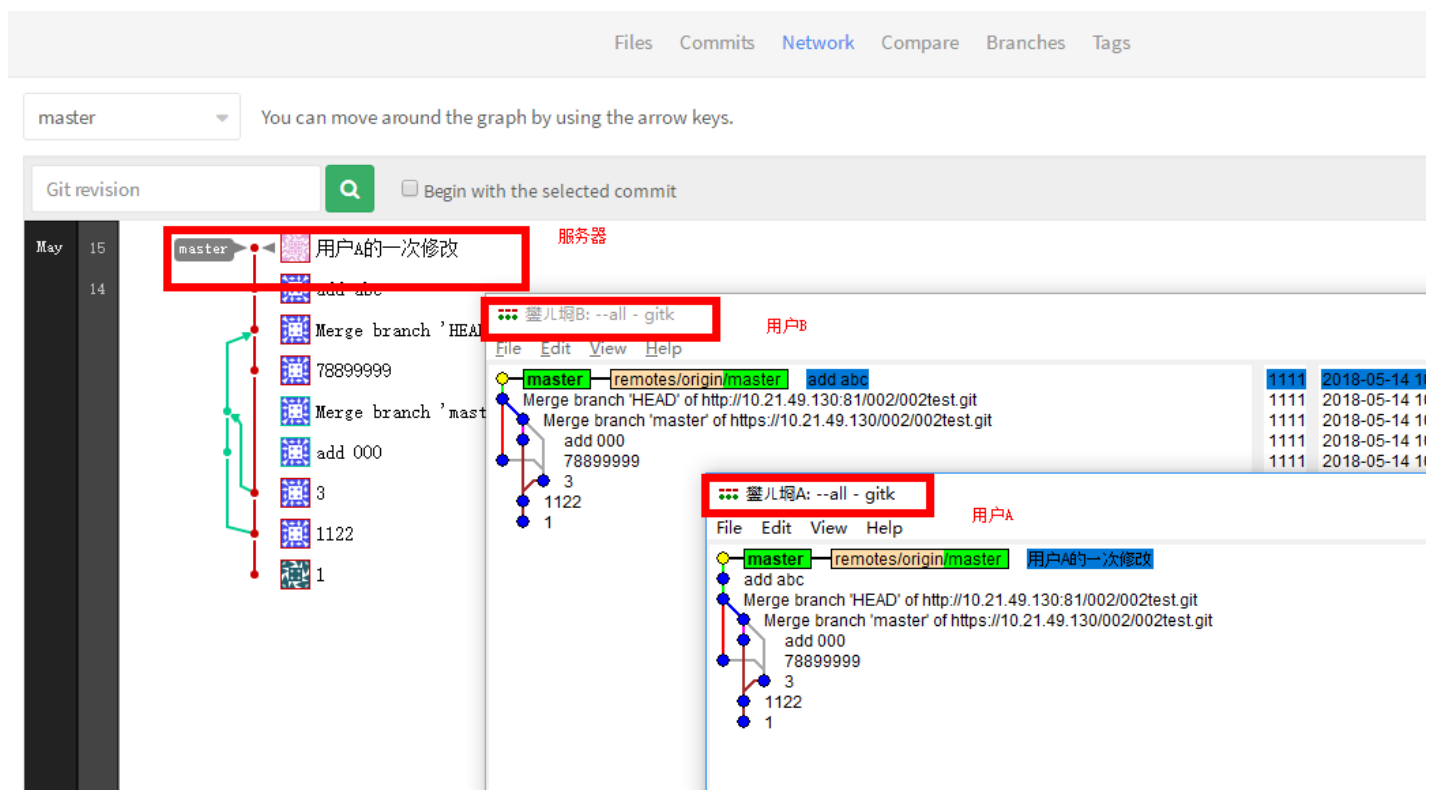 Files Commits Network Compare Branches Tags
master You can move around the graph by using the arrow keys.
Git revision Begin with the selected commit
May 15 master 用户A的一次修改 服务器
14 add abc
Merge branch 'HEA
78899999
Merge branch 'mast
add 000
3
1122
1
B: --all - gitk 用户B
File Edit View Help
master remotes/origin/master add abc 1111 2018-05-14 1
Merge branch 'HEAD' of http://10.21.49.130:81/002/002test.git 1111 2018-05-14 1
Merge branch 'master' of https://10.21.49.130/002/002test.git 1111 2018-05-14 1
add 000 1111 2018-05-14 1
78899999 1111 2018-05-14 1
3
1122
1
A: --all - gitk 用户A
File Edit View Help
master remotes/origin/master 用户A的一次修改
add abc
Merge branch 'HEAD' of http://10.21.49.130:81/002/002test.git
Merge branch 'master' of https://10.21.49.130/002/002test.git
add 000
78899999
3
1122
1